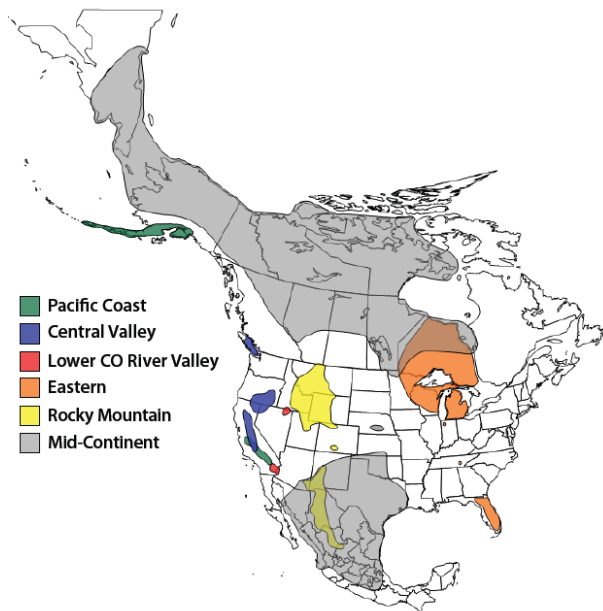 Pacific Coast
Central Valley
Lower CO River Valley
Eastern
Rocky Mountain
Mid-Continent